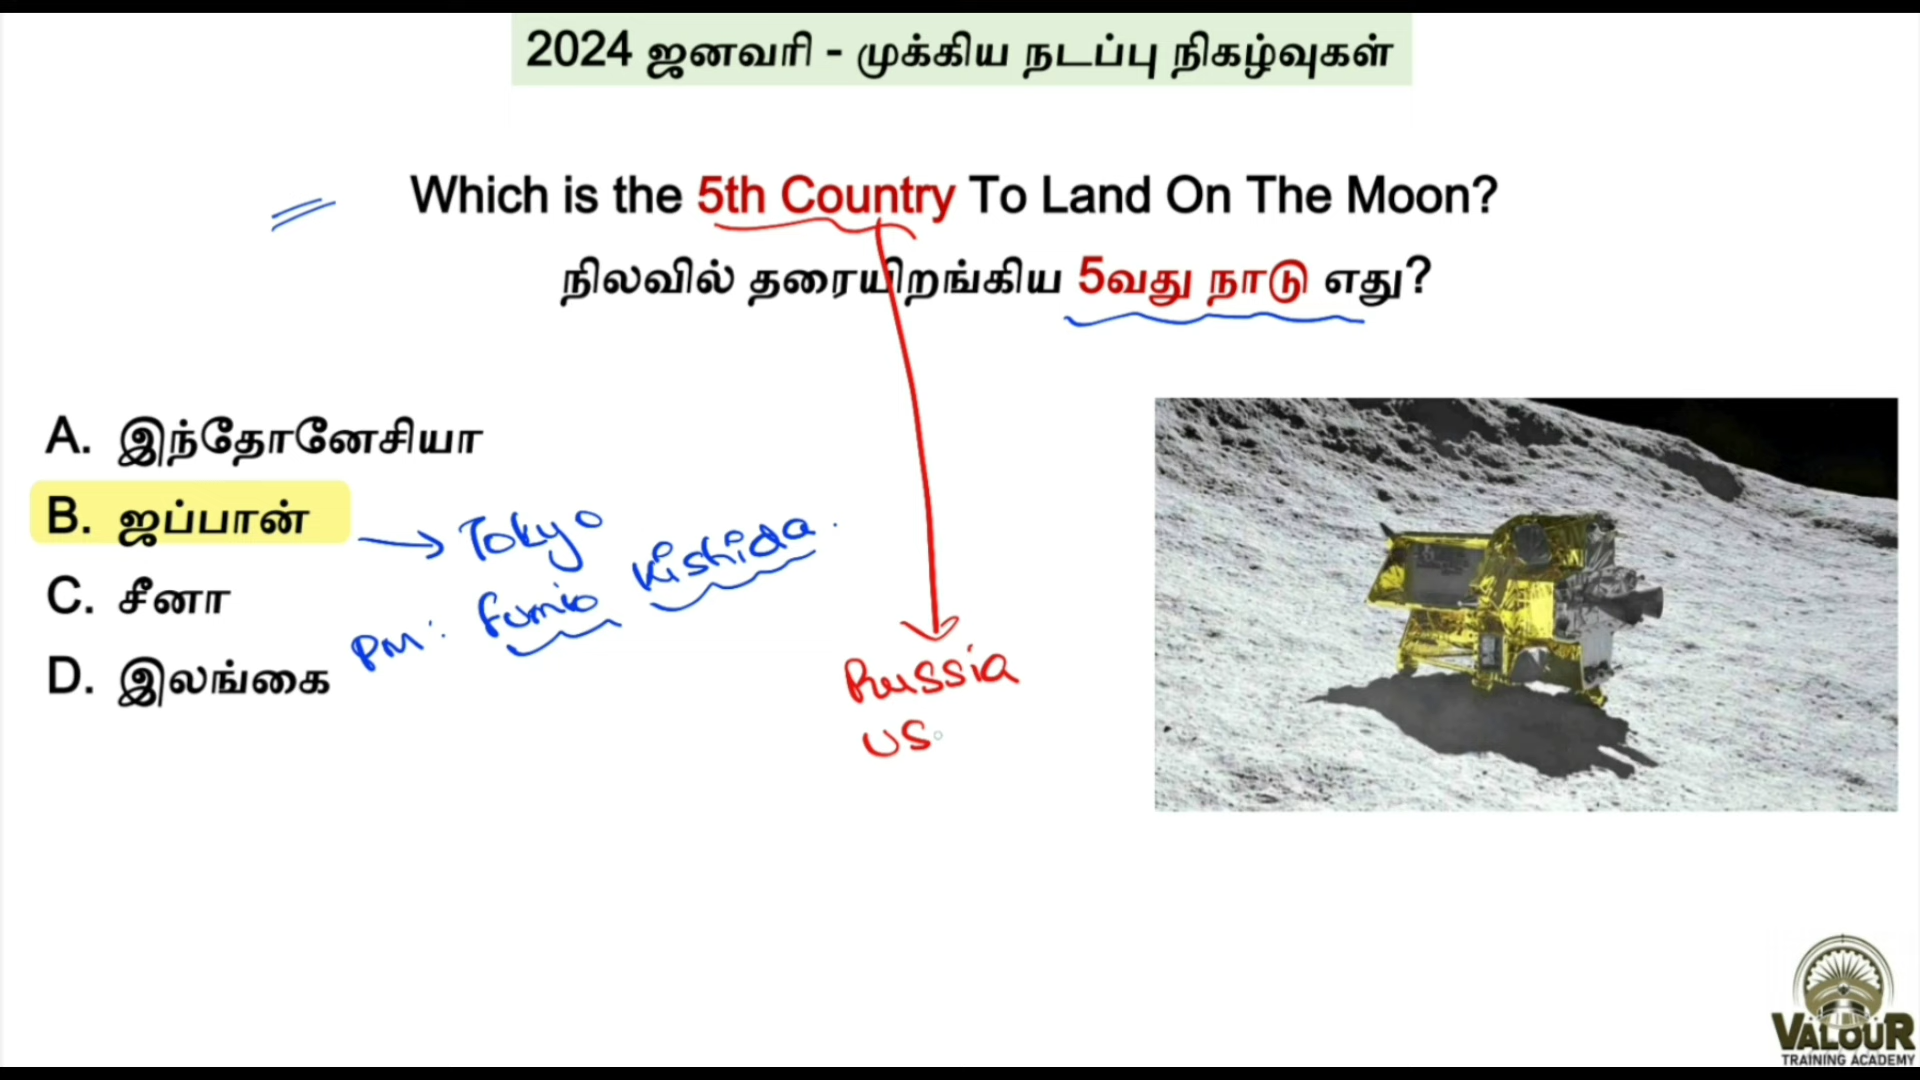 2024 ஜனவரி - முக்கிய நடப்பு நிகழ்வுகள்
Which is the 5th Country To Land On The Moon?
நிலவில் தரையிறங்கிய 5வது நாடு எது?
A. இந்தோனேசியா
B. ஜப்பான் → Tokyo
PM: Fumio Kishida.
C. சீனா
D. இலங்கை
Russia
US
VALOUR
TRAINING ACADEMY